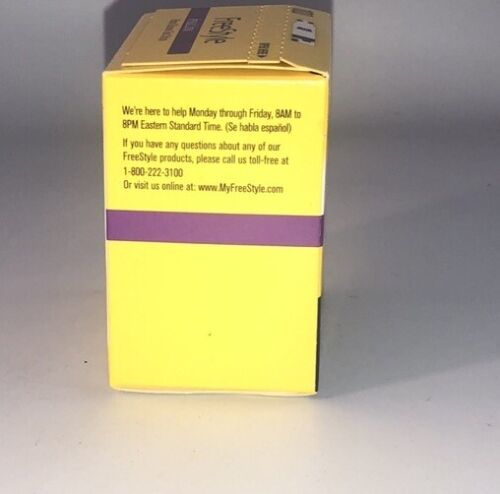 FreeStyle
We're here to help Monday through Friday, 8AM to
8PM Eastern Standard Time. (Se habla español)
If you have any questions about any of our
FreeStyle products, please call us toll-free at
1-800-222-3100
Or visit us online at: www.MyFreeStyle.com